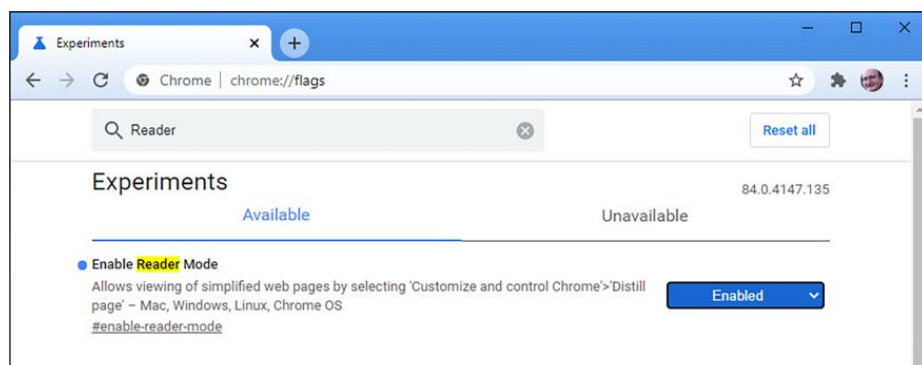 Experiments
Chrome | chrome://flags
Reader
Reset all
Experiments
84.0.4147.135
Available
Unavailable
Enable Reader Mode
Allows viewing of simplified web pages by selecting 'Customize and control Chrome'>'Distill
page' – Mac, Windows, Linux, Chrome OS
#enable-reader-mode
Enabled